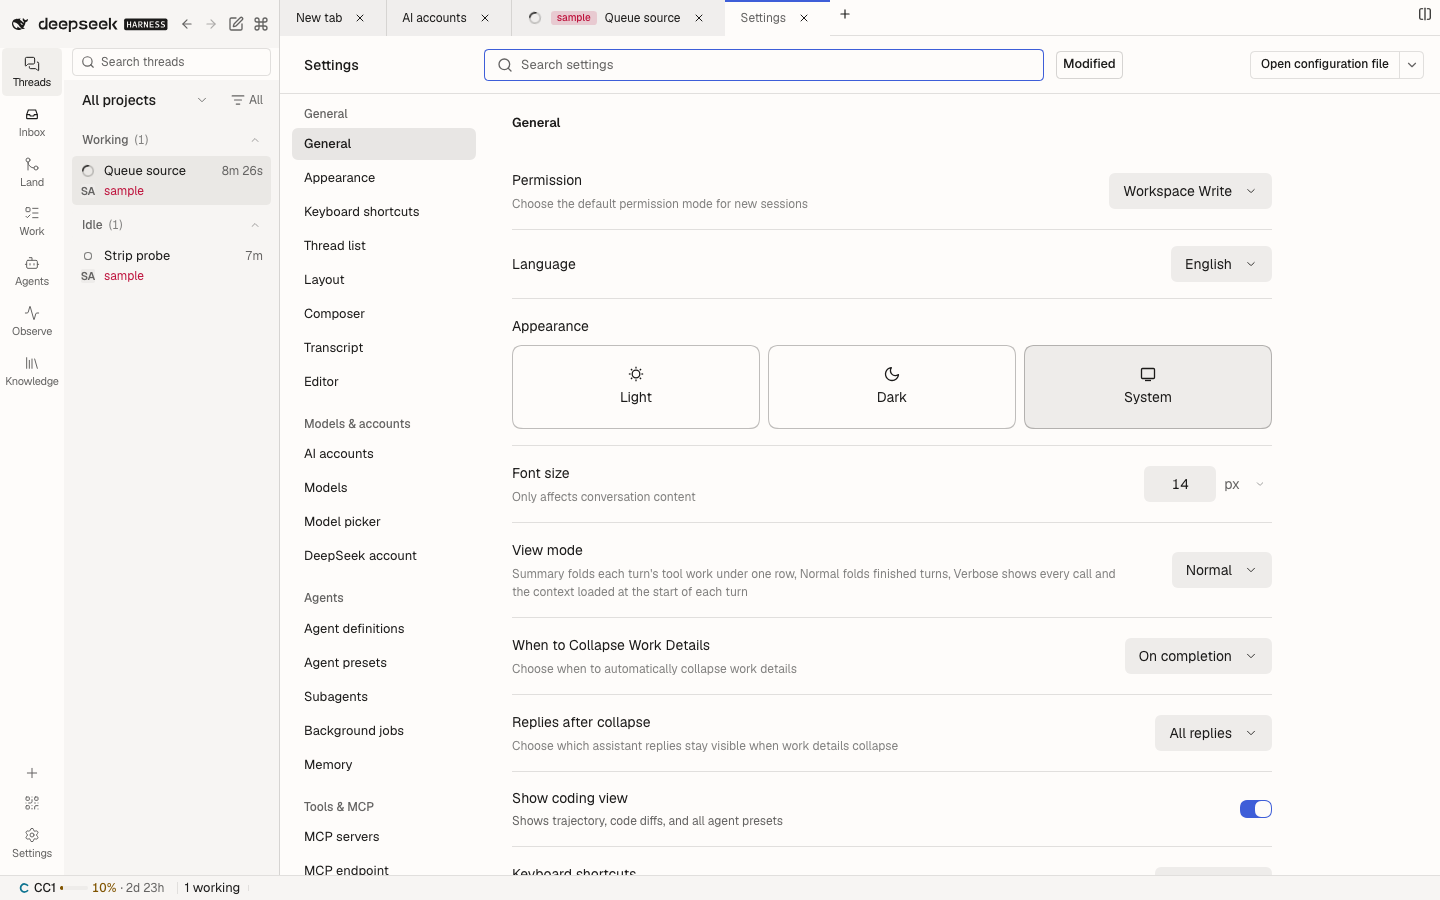 deepseek HARNESS
Search threads
Threads
Inbox
Land
Work
Agents
Observe
Knowledge
Settings
All projects
All
Working (1)
Queue source 8m 26s
SA sample
Idle (1)
Strip probe 7m
SA sample
New tab
AI accounts
sample Queue source
Settings
Settings
Search settings
Modified
Open configuration file
General
General
Appearance
Keyboard shortcuts
Thread list
Layout
Composer
Transcript
Editor
Models & accounts
AI accounts
Models
Model picker
DeepSeek account
Agents
Agent definitions
Agent presets
Subagents
Background jobs
Memory
Tools & MCP
MCP servers
MCP endpoint
General
Permission
Choose the default permission mode for new sessions
Workspace Write
Language
English
Appearance
Light
Dark
System
Font size
Only affects conversation content
14 px
View mode
Summary folds each turn's tool work under one row, Normal folds finished turns, Verbose shows every call and
the context loaded at the start of each turn
Normal
When to Collapse Work Details
Choose when to automatically collapse work details
On completion
Replies after collapse
Choose which assistant replies stay visible when work details collapse
All replies
Show coding view
Shows trajectory, code diffs, and all agent presets
Keyboard shortcuts
C CC1 10% · 2d 23h 1 working